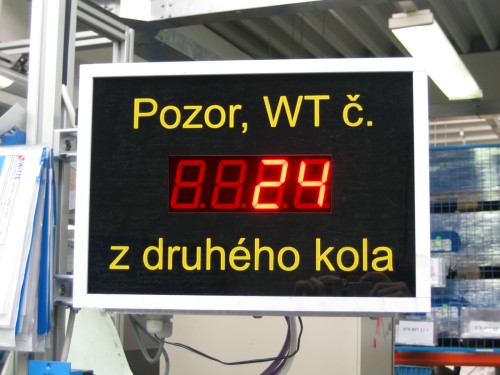 Pozor, WT č.
24
z druhého kola